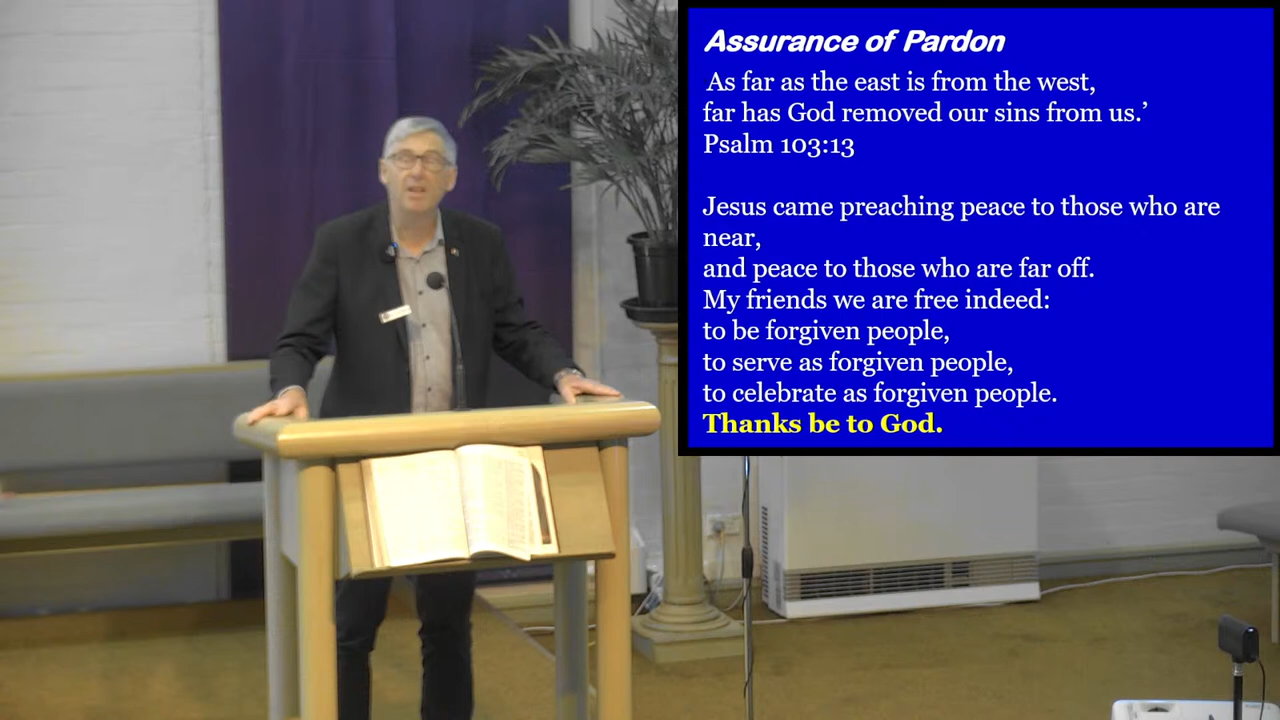 Assurance of Pardon
As far as the east is from the west,
far has God removed our sins from us.’
Psalm 103:13
Jesus came preaching peace to those who are
near,
and peace to those who are far off.
My friends we are free indeed:
to be forgiven people,
to serve as forgiven people,
to celebrate as forgiven people.
Thanks be to God.